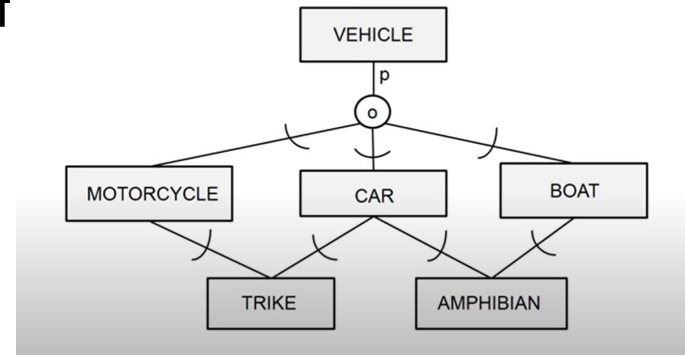 T
VEHICLE
p
o
MOTORCYCLE
CAR
BOAT
TRIKE
AMPHIBIAN